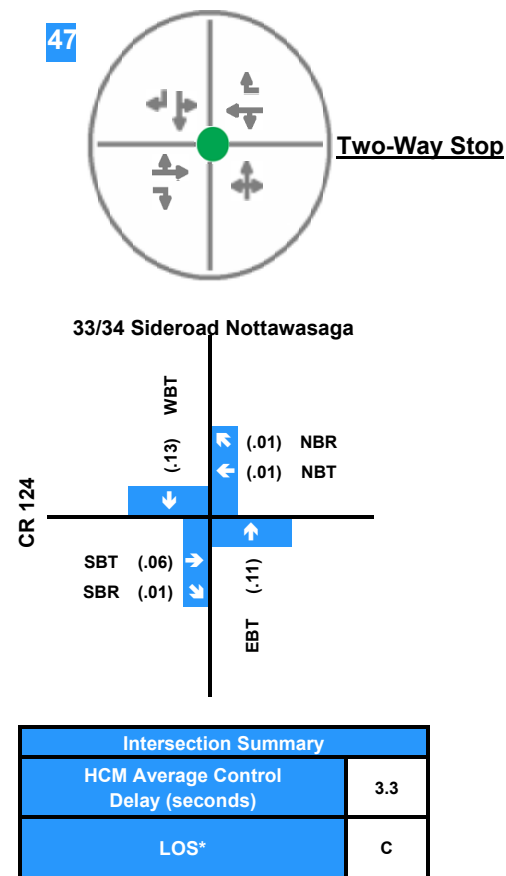 47
Two-Way Stop
33/34 Sideroad Nottawasaga
WBT
(.13)
(.01) NBR
(.01) NBT
CR 124
SBT (.06)
SBR (.01)
(.11)
EBT
Intersection Summary
HCM Average Control
Delay (seconds)
3.3
LOS*
C